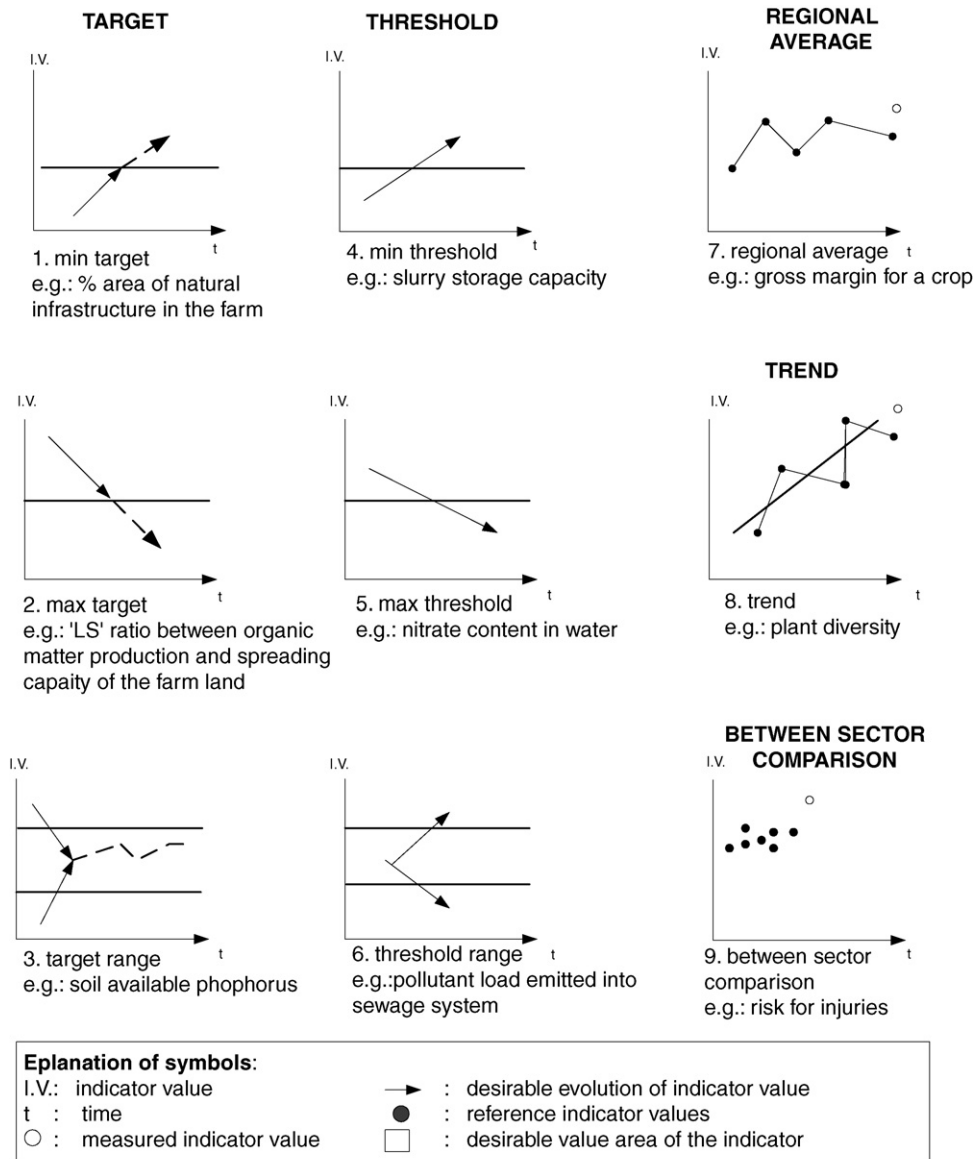 TARGET
I.V.
t
1. min target
e.g.: % area of natural
infrastructure in the farm
THRESHOLD
I.V.
t
4. min threshold
e.g.: slurry storage capacity
REGIONAL
AVERAGE
I.V.
t
7. regional average
e.g.: gross margin for a crop
I.V.
t
2. max target
e.g.: 'LS' ratio between organic
matter production and spreading
capaity of the farm land
I.V.
t
5. max threshold
e.g.: nitrate content in water
TREND
I.V.
t
8. trend
e.g.: plant diversity
I.V.
t
3. target range
e.g.: soil available phophorus
I.V.
t
6. threshold range
e.g.:pollutant load emitted into
sewage system
BETWEEN SECTOR
COMPARISON
I.V.
t
9. between sector
comparison
e.g.: risk for injuries
Eplanation of symbols:
I.V.: indicator value
t : time
: measured indicator value
: desirable evolution of indicator value
: reference indicator values
: desirable value area of the indicator